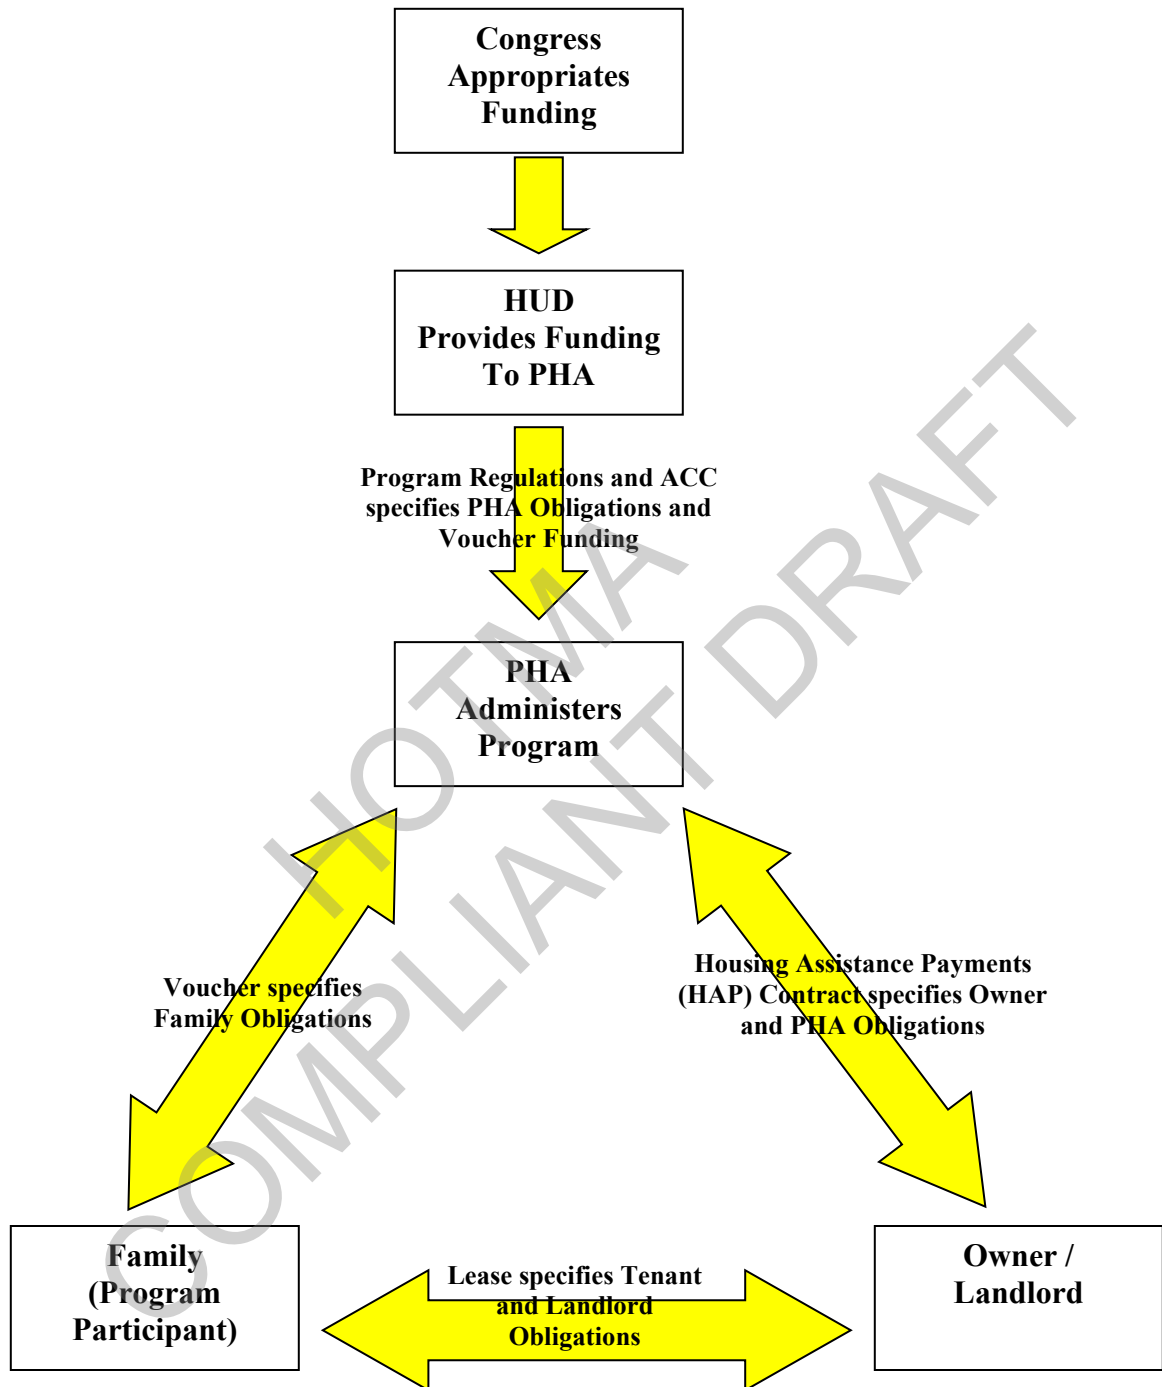 Congress
Appropriates
Funding
HUD
Provides Funding
To PHA
Program Regulations and ACC
specifies PHA Obligations and
Voucher Funding
PHA
Administers
Program
Voucher specifies
Family Obligations
Housing Assistance Payments
(HAP) Contract specifies Owner
and PHA Obligations
Family
(Program
Participant)
Lease specifies Tenant
and Landlord
Obligations
Owner /
Landlord
HOTMA
COMPLIANT DRAFT